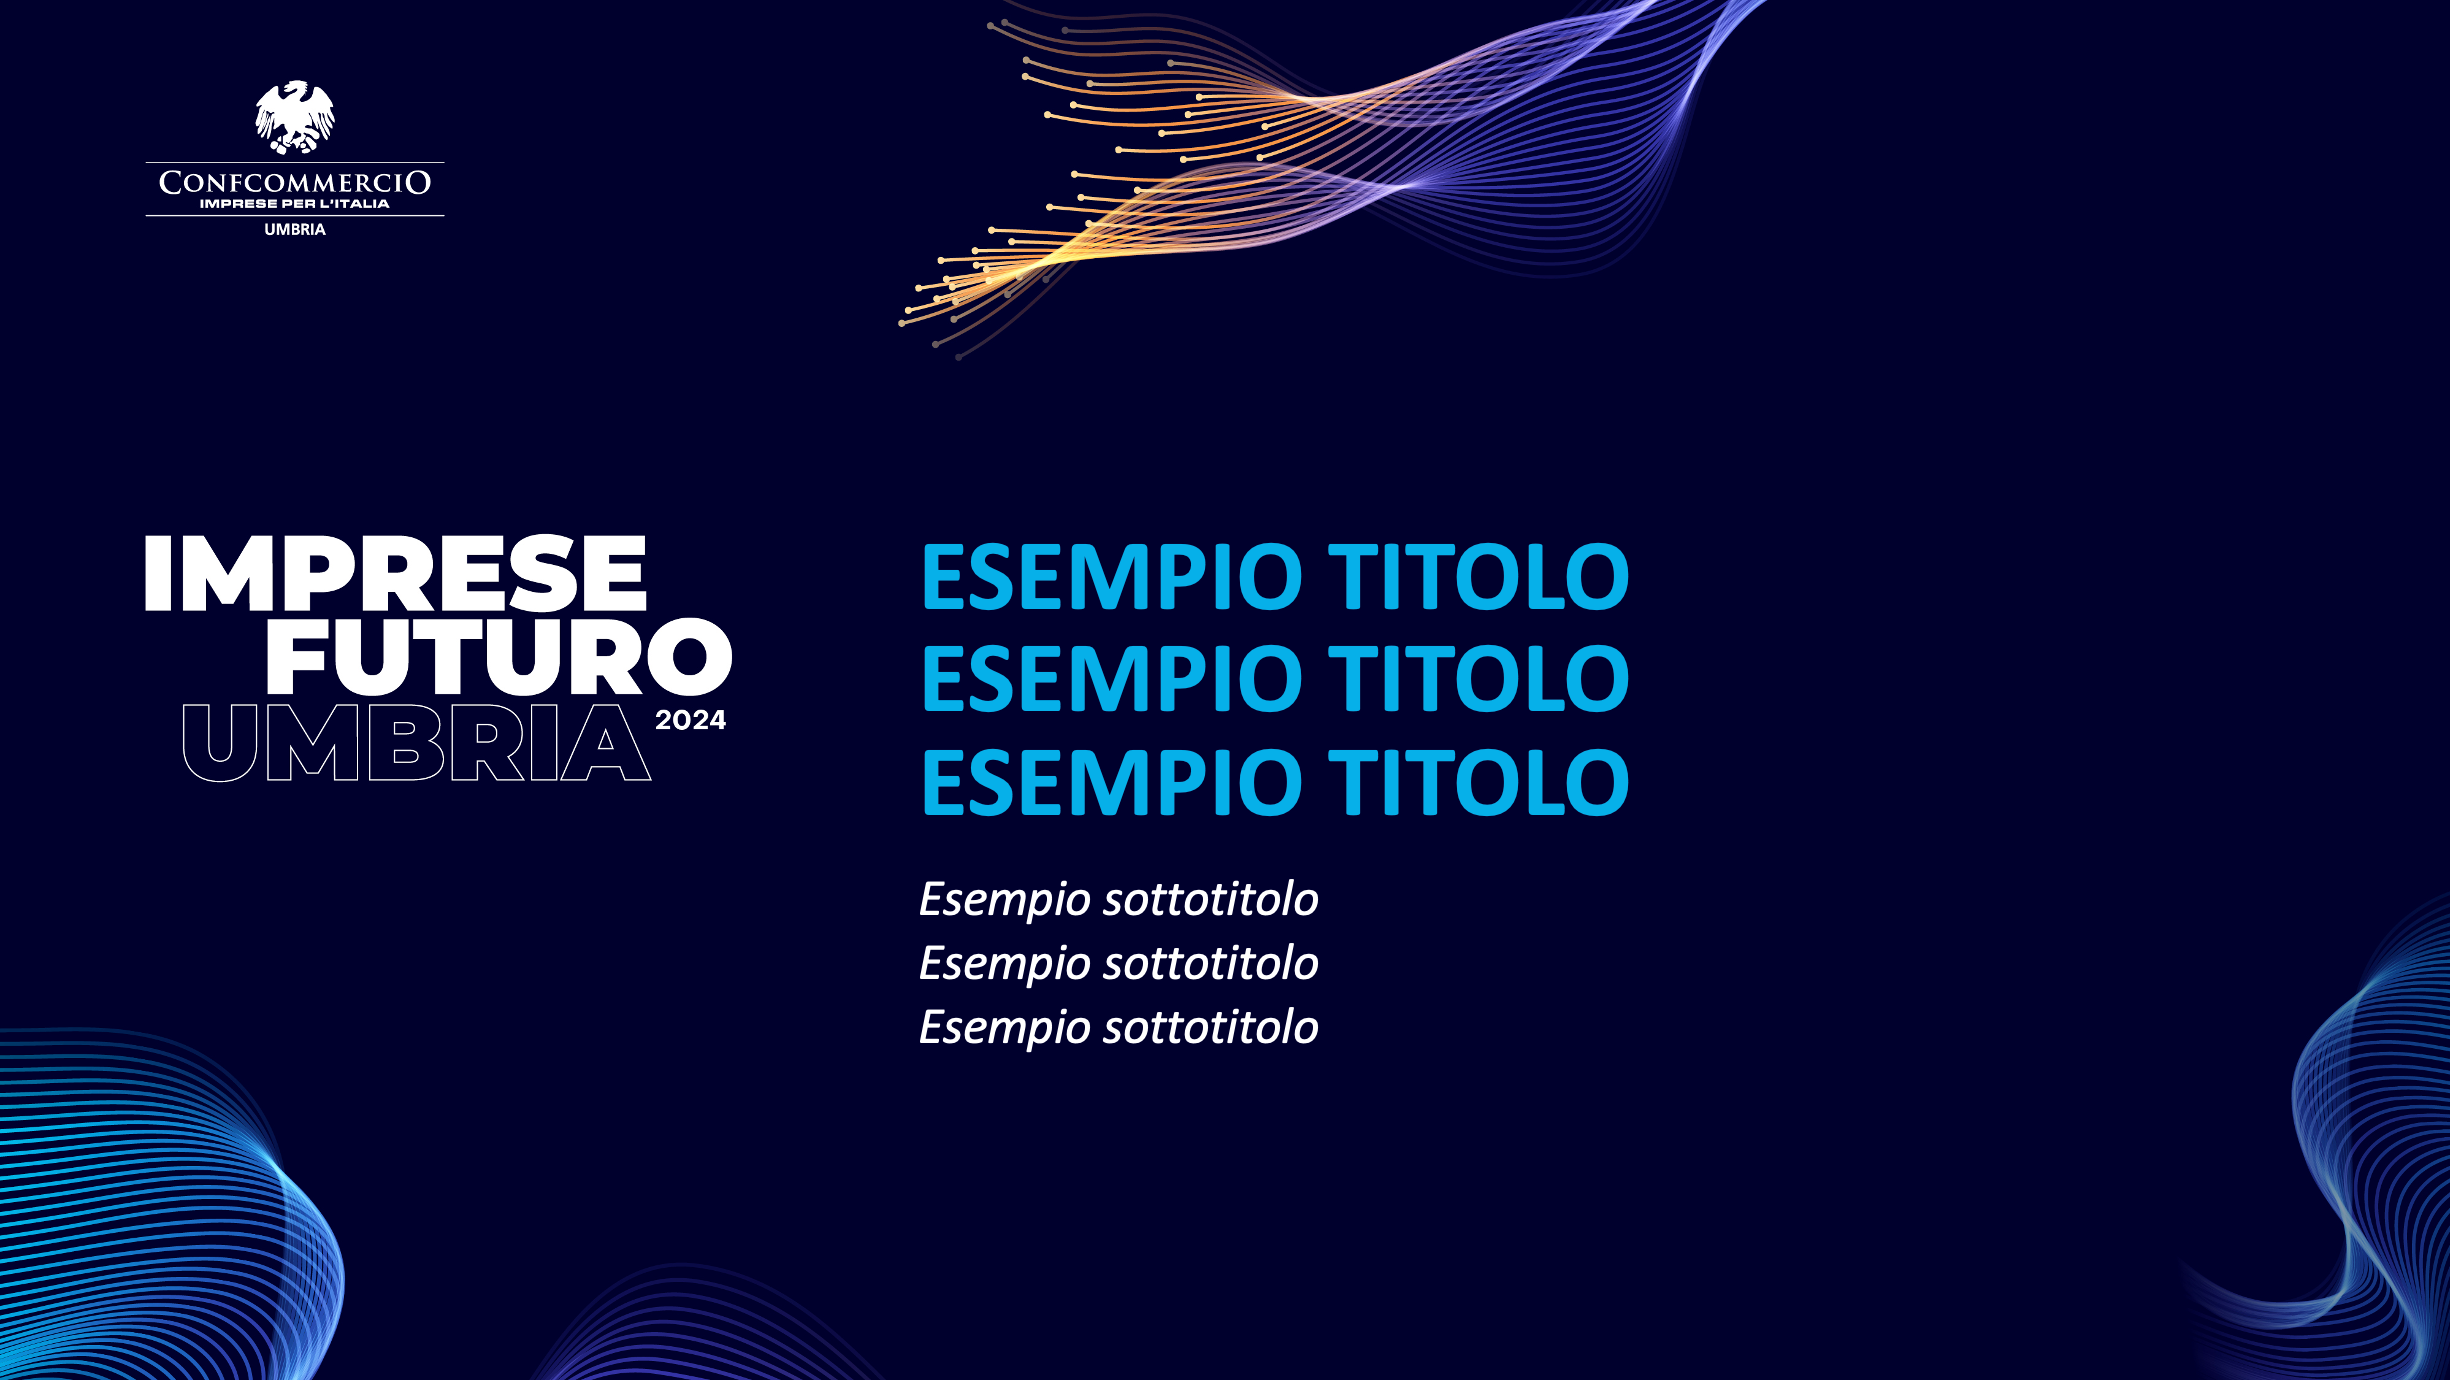 CONFCOMMERCIO
IMPRESE PER L'ITALIA
UMBRIA
IMPRESE
FUTURO
UMBRIA 2024
ESEMPIO TITOLO
ESEMPIO TITOLO
ESEMPIO TITOLO
Esempio sottotitolo
Esempio sottotitolo
Esempio sottotitolo